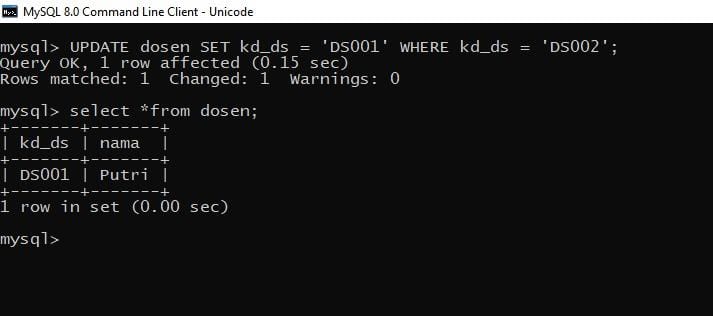 MySQL 8.0 Command Line Client - Unicode
mysql> UPDATE dosen SET kd_ds = 'DS001' WHERE kd_ds = 'DS002';
Query OK, 1 row affected (0.15 sec)
Rows matched: 1  Changed: 1  Warnings: 0
mysql> select *from dosen;
+-------+-------+
| kd_ds | nama  |
+-------+-------+
| DS001 | Putri |
+-------+-------+
1 row in set (0.00 sec)
mysql>